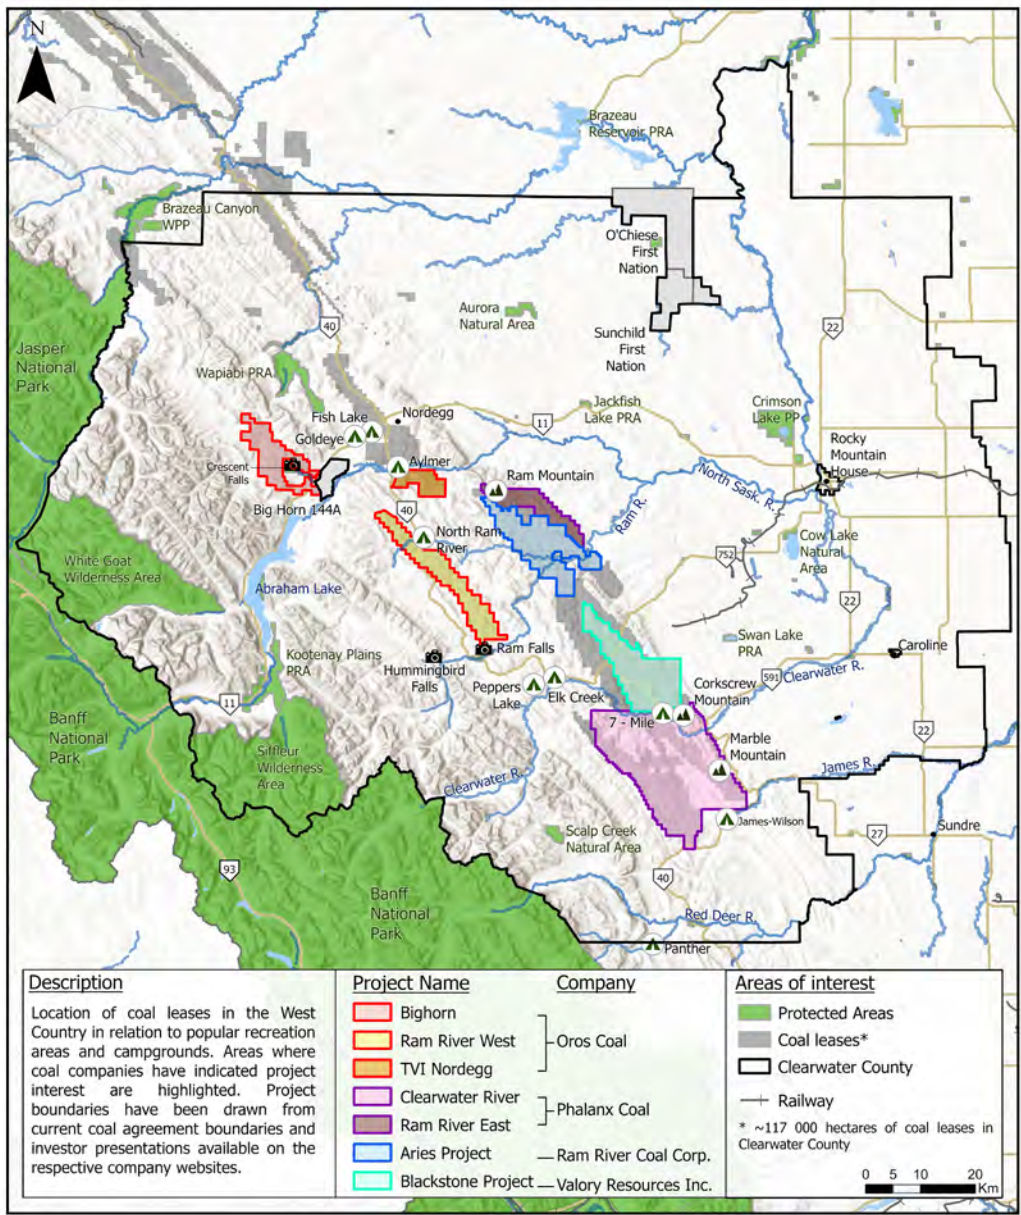 N
Brazeau
Reservoir PRA
Brazeau Canyon
WPP
O'Chiese
First
Nation
Aurora
Natural Area
40
22
Sunchild
First
Nation
Jasper
National
Park
Wapiabi PRA
Fish Lake
Nordegg
Jackfish
Lake PRA
Crimson
Lake PP
Goldeye
11
Rocky
Mountain
House
Crescent
Falls
Aylmer
Ram Mountain
North Sask. R.
Big Horn 144A
40
Ram R.
North Ram
River
Cow Lake
Natural
Area
752
White Goat
Wilderness Area
Abraham Lake
22
Swan Lake
PRA
Caroline
Kootenay Plains
PRA
Ram Falls
Hummingbird
Falls
591
Clearwater R.
Peppers
Lake
Elk Creek
Corkscrew
Mountain
11
7 - Mile
Banff
National
Park
22
Marble
Mountain
Siffleur
Wilderness
Area
James R.
Clearwater R.
James-Wilson
Scalp Creek
Natural Area
27
Sundre
93
40
Banff
National
Park
Red Deer R.
Panther
Description
Location of coal leases in the West
Country in relation to popular recreation
areas and campgrounds. Areas where
coal companies have indicated project
interest are highlighted. Project
boundaries have been drawn from
current coal agreement boundaries and
investor presentations available on the
respective company websites.
Project Name
Company
Bighorn
Ram River West
Oros Coal
TVI Nordegg
Clearwater River
Phalanx Coal
Ram River East
Aries Project
Ram River Coal Corp.
Blackstone Project
Valory Resources Inc.
Areas of interest
Protected Areas
Coal leases*
Clearwater County
Railway
* ~117 000 hectares of coal leases in
Clearwater County
0 5 10 20
Km